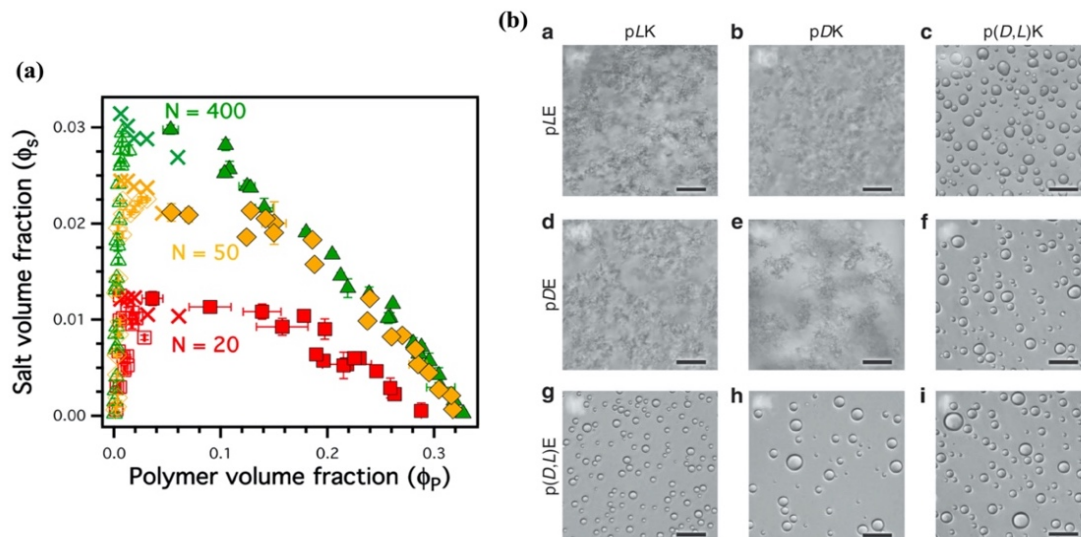 (a)
N = 400
N = 50
N = 20
Salt volume fraction (ϕs)
0.03
0.02
0.01
0.00
0.0 0.1 0.2 0.3
Polymer volume fraction (ϕP)
(b)
pLK pDK p(D,L)K
a b c
pLE
d e f
pDE
g h i
p(D,L)E